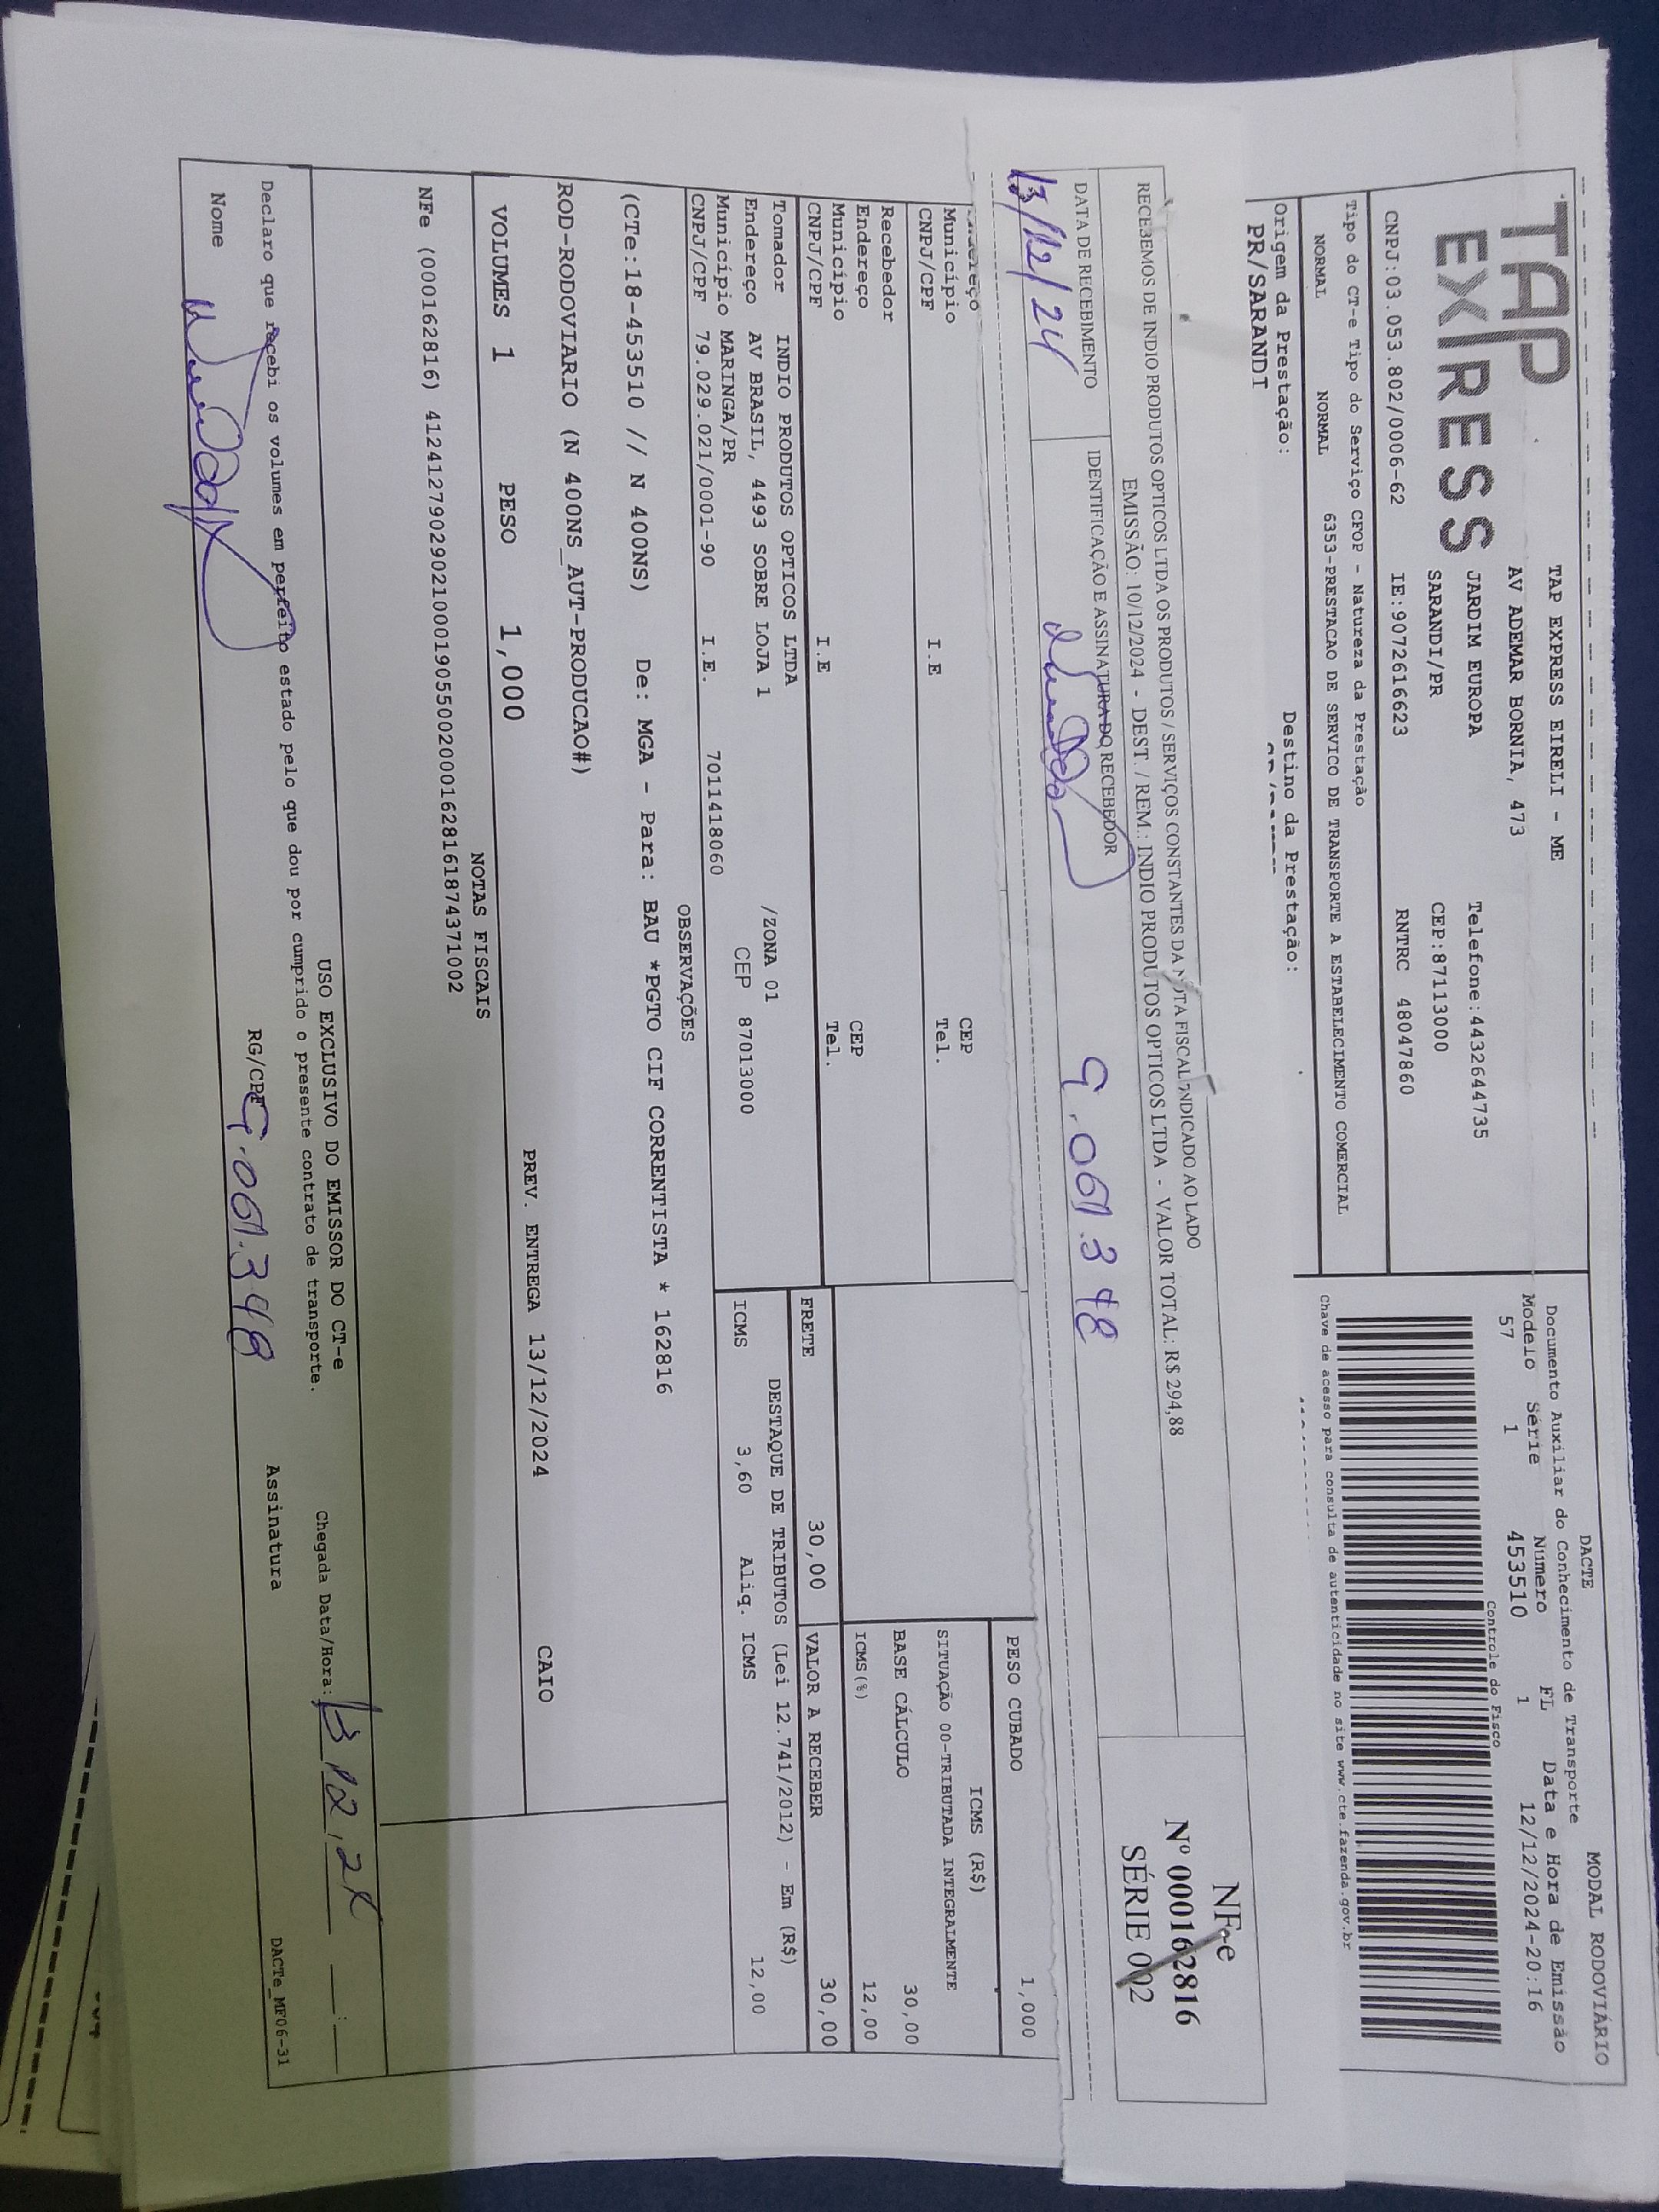 MODAL RODOVIÁRIO
DACTE
Documento Auxiliar do Conhecimento de Transporte
Modelo Série Número FL Data e Hora de Emissão
57 1 453510 1 12/12/2024-20:16
Controle do Fisco
Chave de acesso para consulta de autenticidade no site www.cte.fazenda.gov.br
TAP EXPRESS
TAP EXPRESS EIRELI - ME
AV ADEMAR BORNIA, 473
JARDIM EUROPA Telefone:4432644735
SARANDI/PR CEP:87113000
CNPJ:03.053.802/0006-62 IE:9072616623 RNTRC 48047860
Tipo do CT-e Tipo do Serviço CFOP - Natureza da Prestação
NORMAL NORMAL 6353-PRESTACAO DE SERVICO DE TRANSPORTE A ESTABELECIMENTO COMERCIAL
Origem da Prestação: Destino da Prestação:
PR/SARANDI
RECEBEMOS DE INDIO PRODUTOS OPTICOS LTDA OS PRODUTOS / SERVIÇOS CONSTANTES DA NOTA FISCAL INDICADO AO LADO
EMISSÃO: 10/12/2024 - DEST. / REM.: INDIO PRODUTOS OPTICOS LTDA - VALOR TOTAL: R$ 294,88
NF-e
Nº 000162816
SÉRIE 002
DATA DE RECEBIMENTO IDENTIFICAÇÃO E ASSINATURA DO RECEBEDOR
13/12/24 9.061.348
Município CEP
CNPJ/CPF I.E Tel.
Recebedor
Endereço CEP
Município Tel.
CNPJ/CPF I.E
PESO CUBADO 1,000
ICMS (R$)
SITUAÇÃO 00-TRIBUTADA INTEGRALMENTE
BASE CÁLCULO 30,00
ICMS(%) 12,00
FRETE 30,00 VALOR A RECEBER 30,00
Tomador INDIO PRODUTOS OPTICOS LTDA
Endereço AV BRASIL, 4493 SOBRE LOJA 1 /ZONA 01
Município MARINGA/PR CEP 87013000
CNPJ/CPF 79.029.021/0001-90 I.E. 7011418060
DESTAQUE DE TRIBUTOS (Lei 12.741/2012) - Em (R$)
ICMS 3,60 Aliq. ICMS 12,00
OBSERVAÇÕES
(CTe:18-453510 // N 400NS) De: MGA - Para: BAU *PGTO CIF CORRENTISTA * 162816
ROD-RODOVIARIO (N 400NS_AUT-PRODUCAO#)
VOLUMES 1 PESO 1,000 PREV. ENTREGA 13/12/2024 CAIO
NOTAS FISCAIS
NFe (000162816) 41241279029021000190550020001628161874371002
USO EXCLUSIVO DO EMISSOR DO CT-e
Declaro que recebi os volumes em perfeito estado pelo que dou por cumprido o presente contrato de transporte.
Chegada Data/Hora: 13,12,24
Nome RG/CPF 9.061.348 Assinatura
DACTe_MF06-31